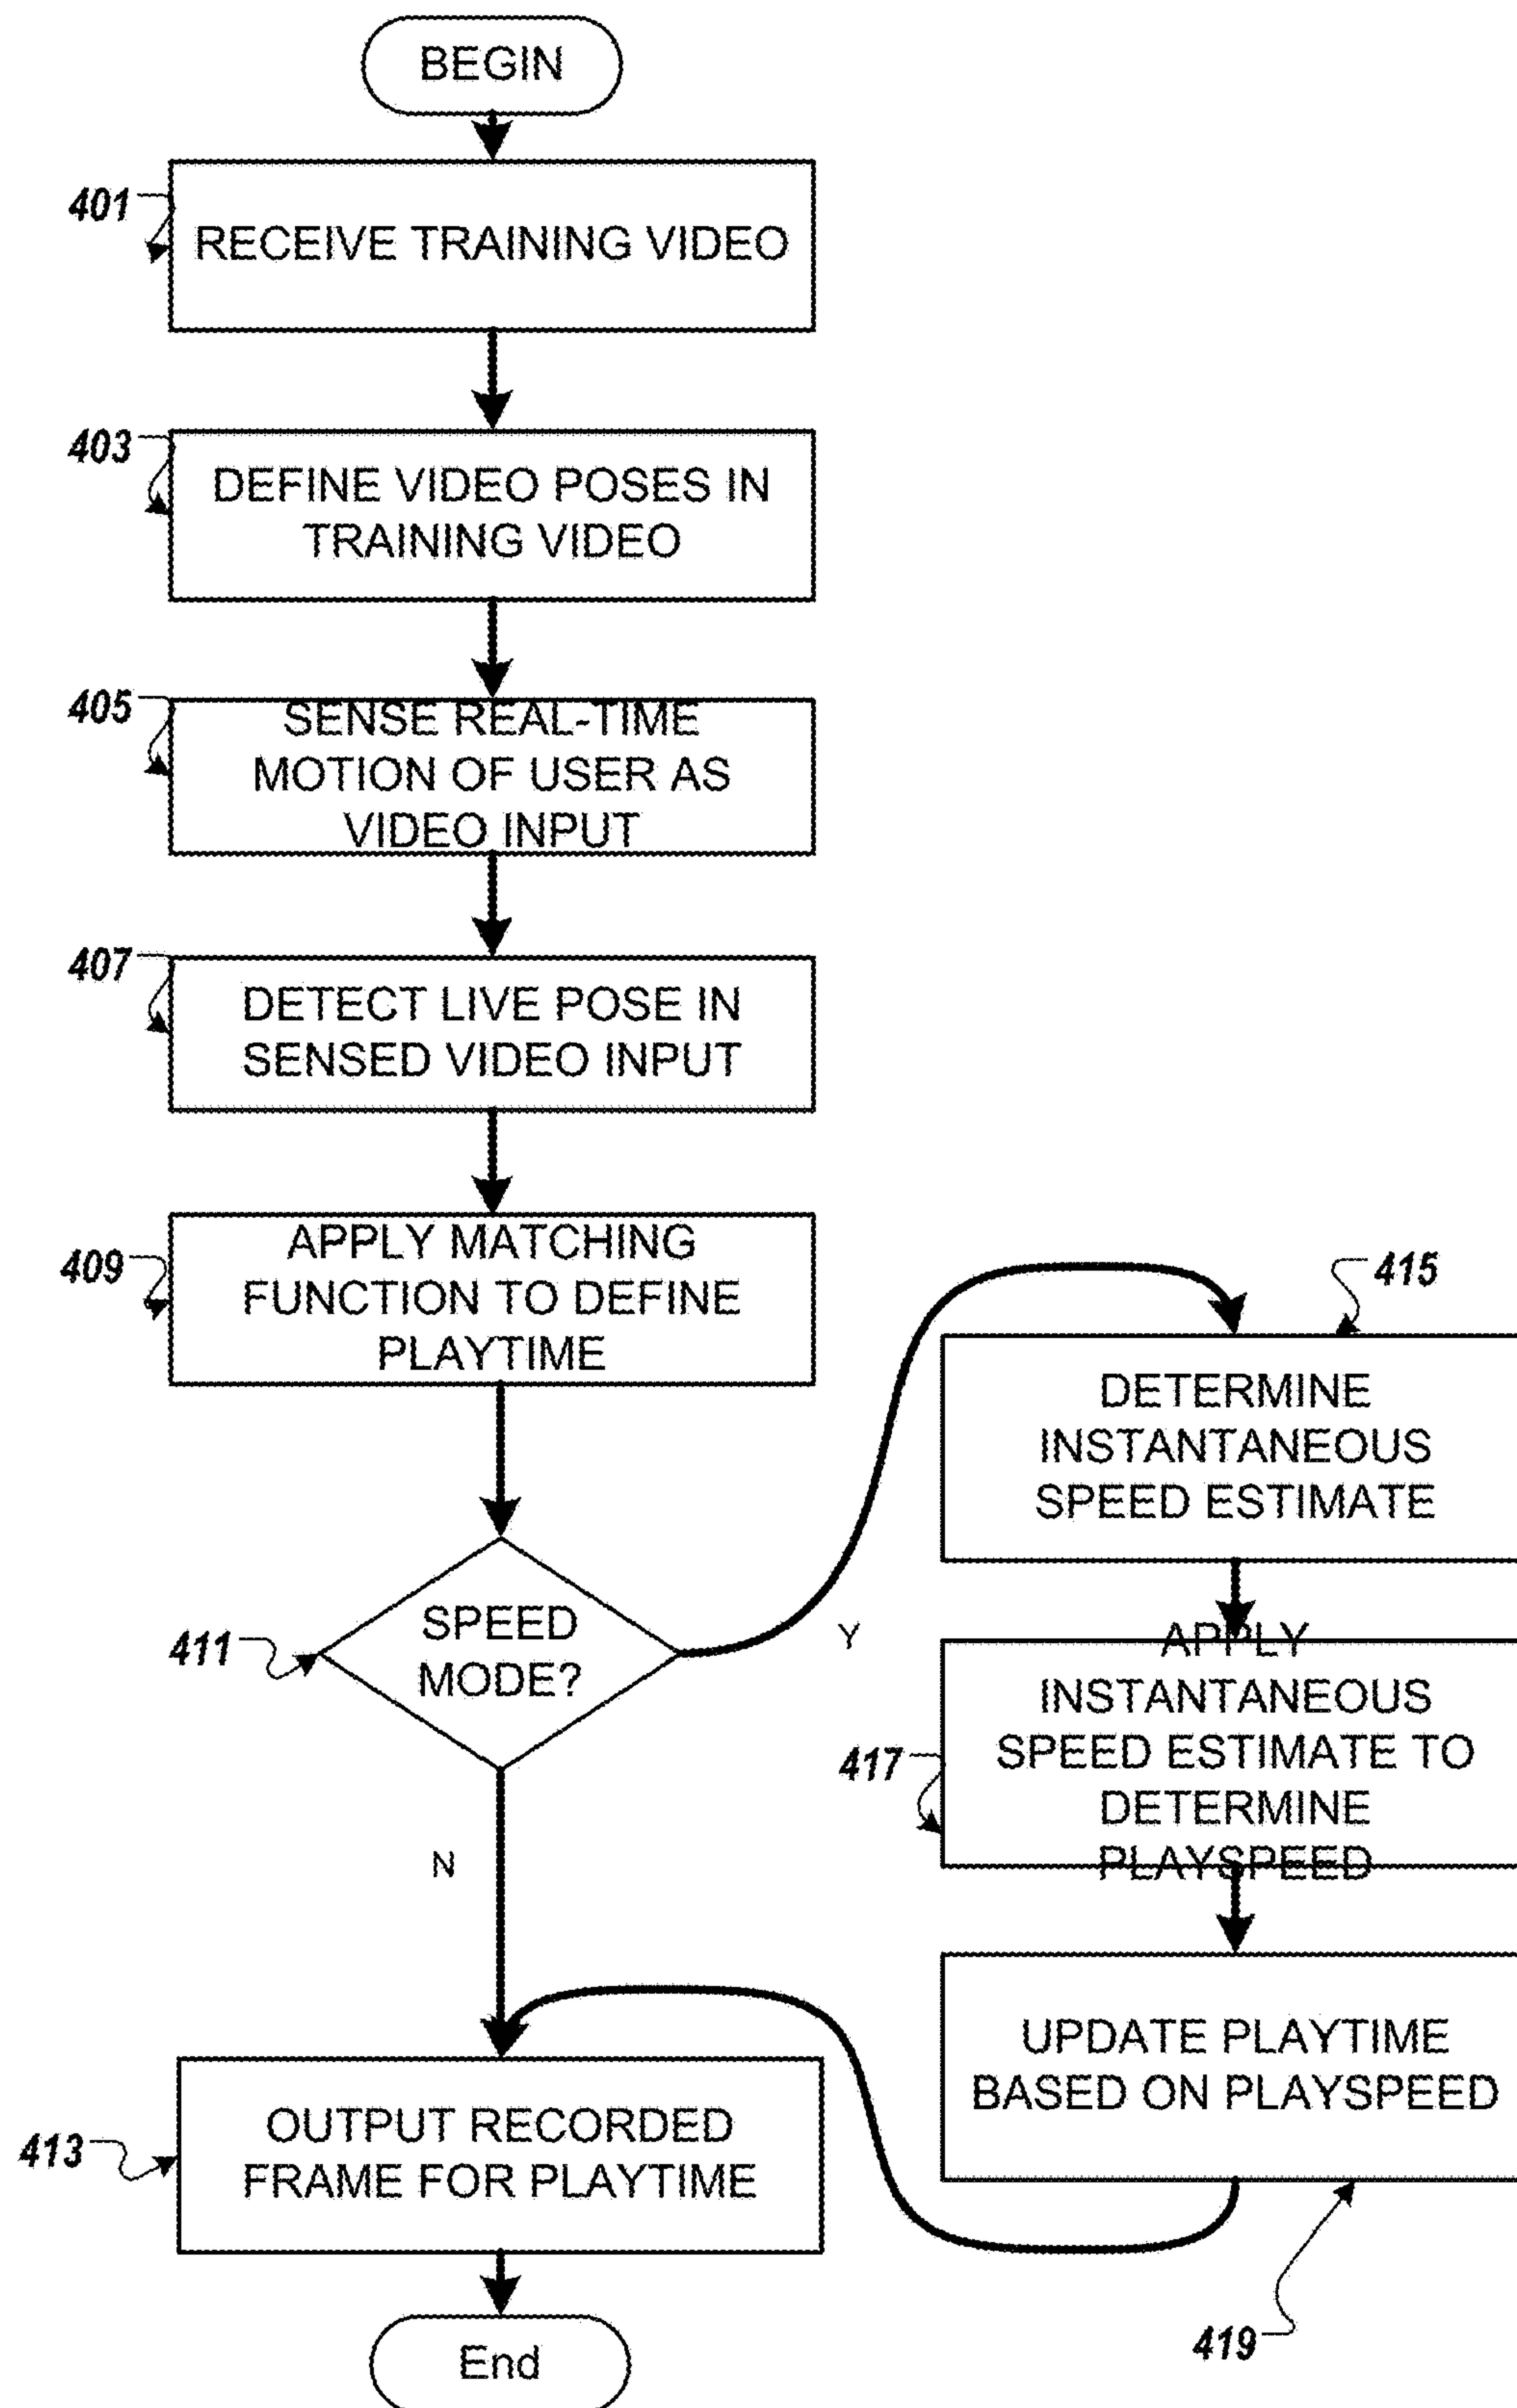 BEGIN
401
RECEIVE TRAINING VIDEO
403
DEFINE VIDEO POSES IN
TRAINING VIDEO
405
SENSE REAL-TIME
MOTION OF USER AS
VIDEO INPUT
407
DETECT LIVE POSE IN
SENSED VIDEO INPUT
409
APPLY MATCHING
FUNCTION TO DEFINE
PLAYTIME
411
SPEED
MODE?
Y
N
415
DETERMINE
INSTANTANEOUS
SPEED ESTIMATE
417
APPLY
INSTANTANEOUS
SPEED ESTIMATE TO
DETERMINE
PLAYSPEED
UPDATE PLAYTIME
BASED ON PLAYSPEED
419
413
OUTPUT RECORDED
FRAME FOR PLAYTIME
End